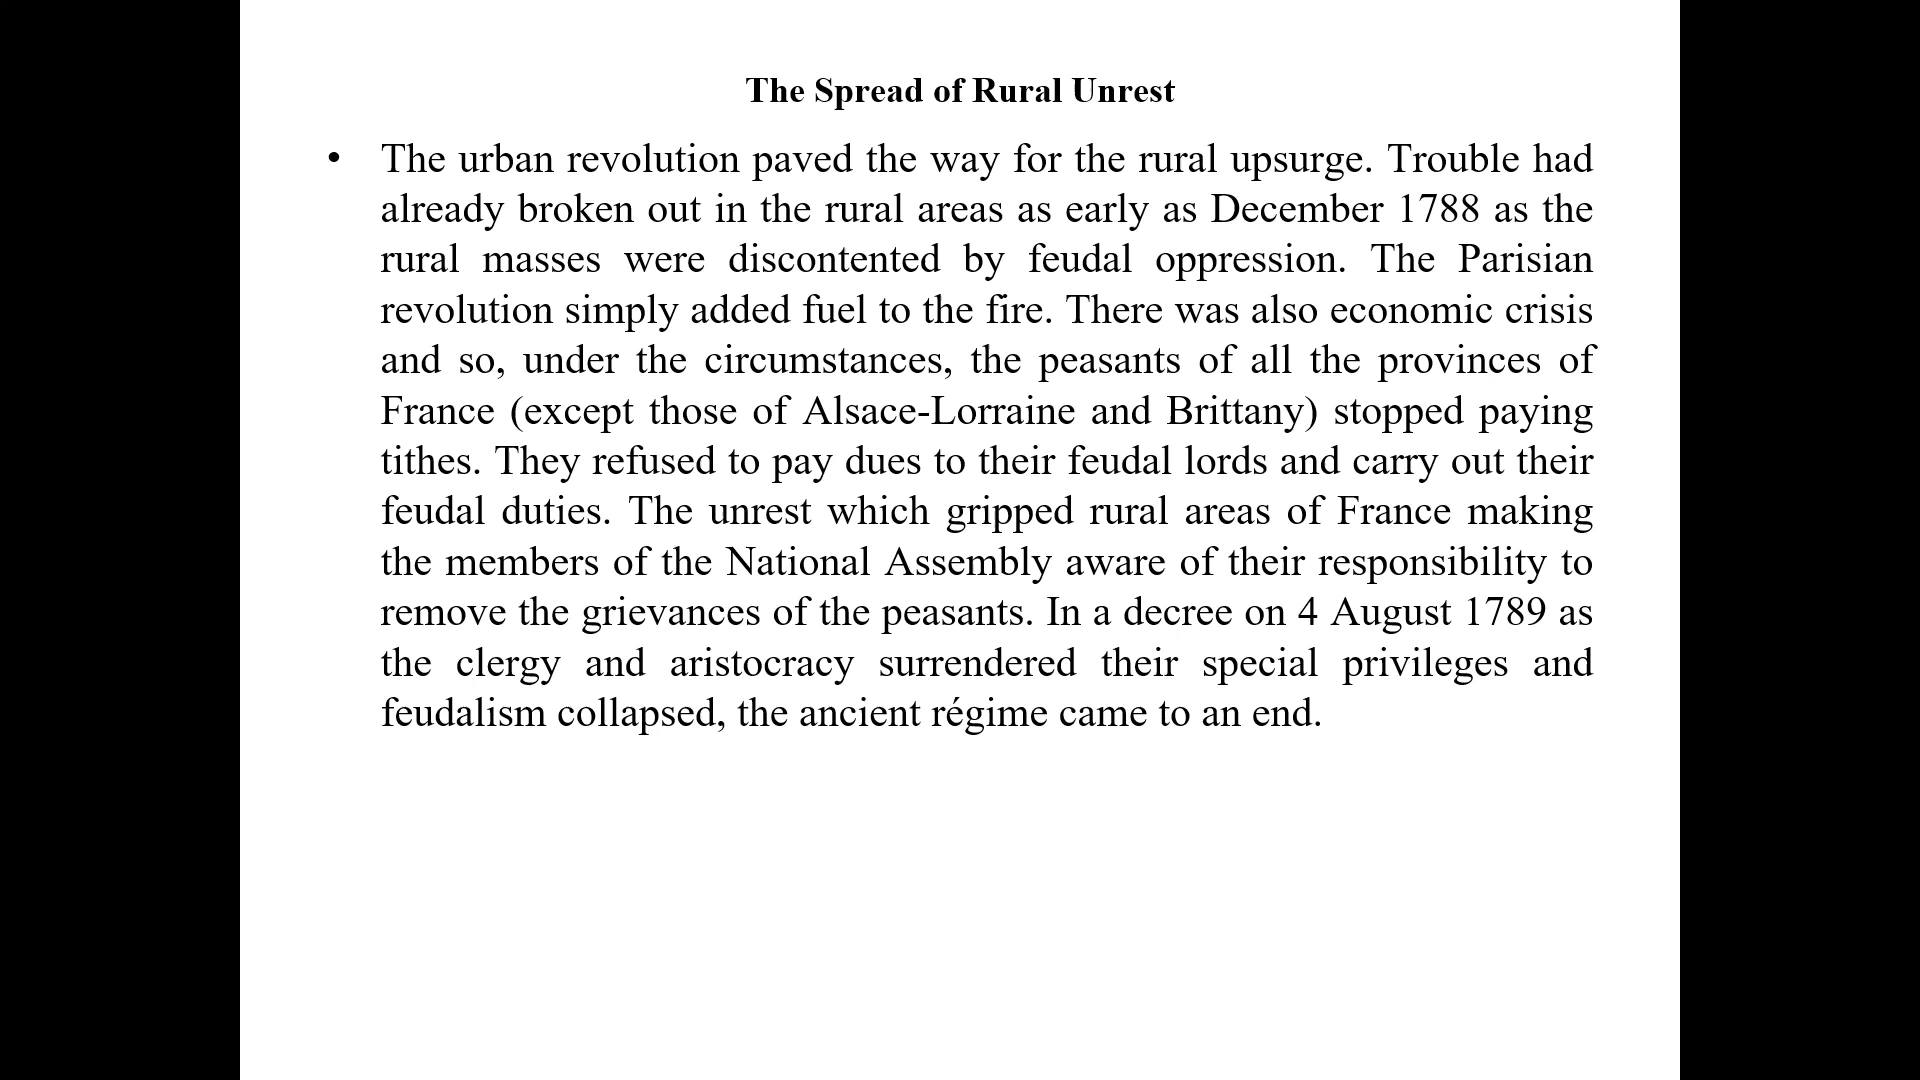 The Spread of Rural Unrest
• The urban revolution paved the way for the rural upsurge. Trouble had
already broken out in the rural areas as early as December 1788 as the
rural masses were discontented by feudal oppression. The Parisian
revolution simply added fuel to the fire. There was also economic crisis
and so, under the circumstances, the peasants of all the provinces of
France (except those of Alsace-Lorraine and Brittany) stopped paying
tithes. They refused to pay dues to their feudal lords and carry out their
feudal duties. The unrest which gripped rural areas of France making
the members of the National Assembly aware of their responsibility to
remove the grievances of the peasants. In a decree on 4 August 1789 as
the clergy and aristocracy surrendered their special privileges and
feudalism collapsed, the ancient régime came to an end.